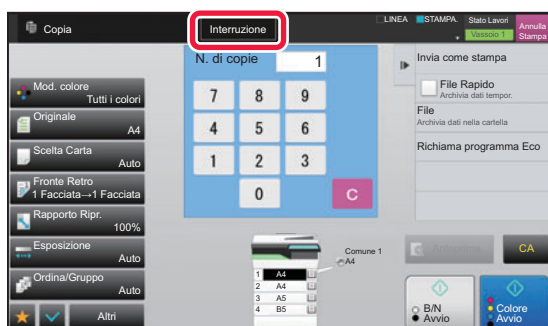 Copia
Interruzione
LINEA
STAMPA.
Stato Lavori
Vassoio 1
Annulla
Stampa
N. di copie
1
Invia come stampa
7 8 9
4 5 6
1 2 3
0
C
File Rapido
Archivia dati tempor.
File
Archivia dati nella cartella
Richiama programma Eco
Mod. colore
Tutti i colori
Originale
A4
Scelta Carta
Auto
Fronte Retro
1 Facciata→1 Facciata
Rapporto Ripr.
100%
Esposizione
Auto
Ordina/Gruppo
Auto
Altri
Comune 1
A4
1 A4
2 A4
3 A5
4 B5
Anteprima
CA
B/N
Avvio
Colore
Avvio